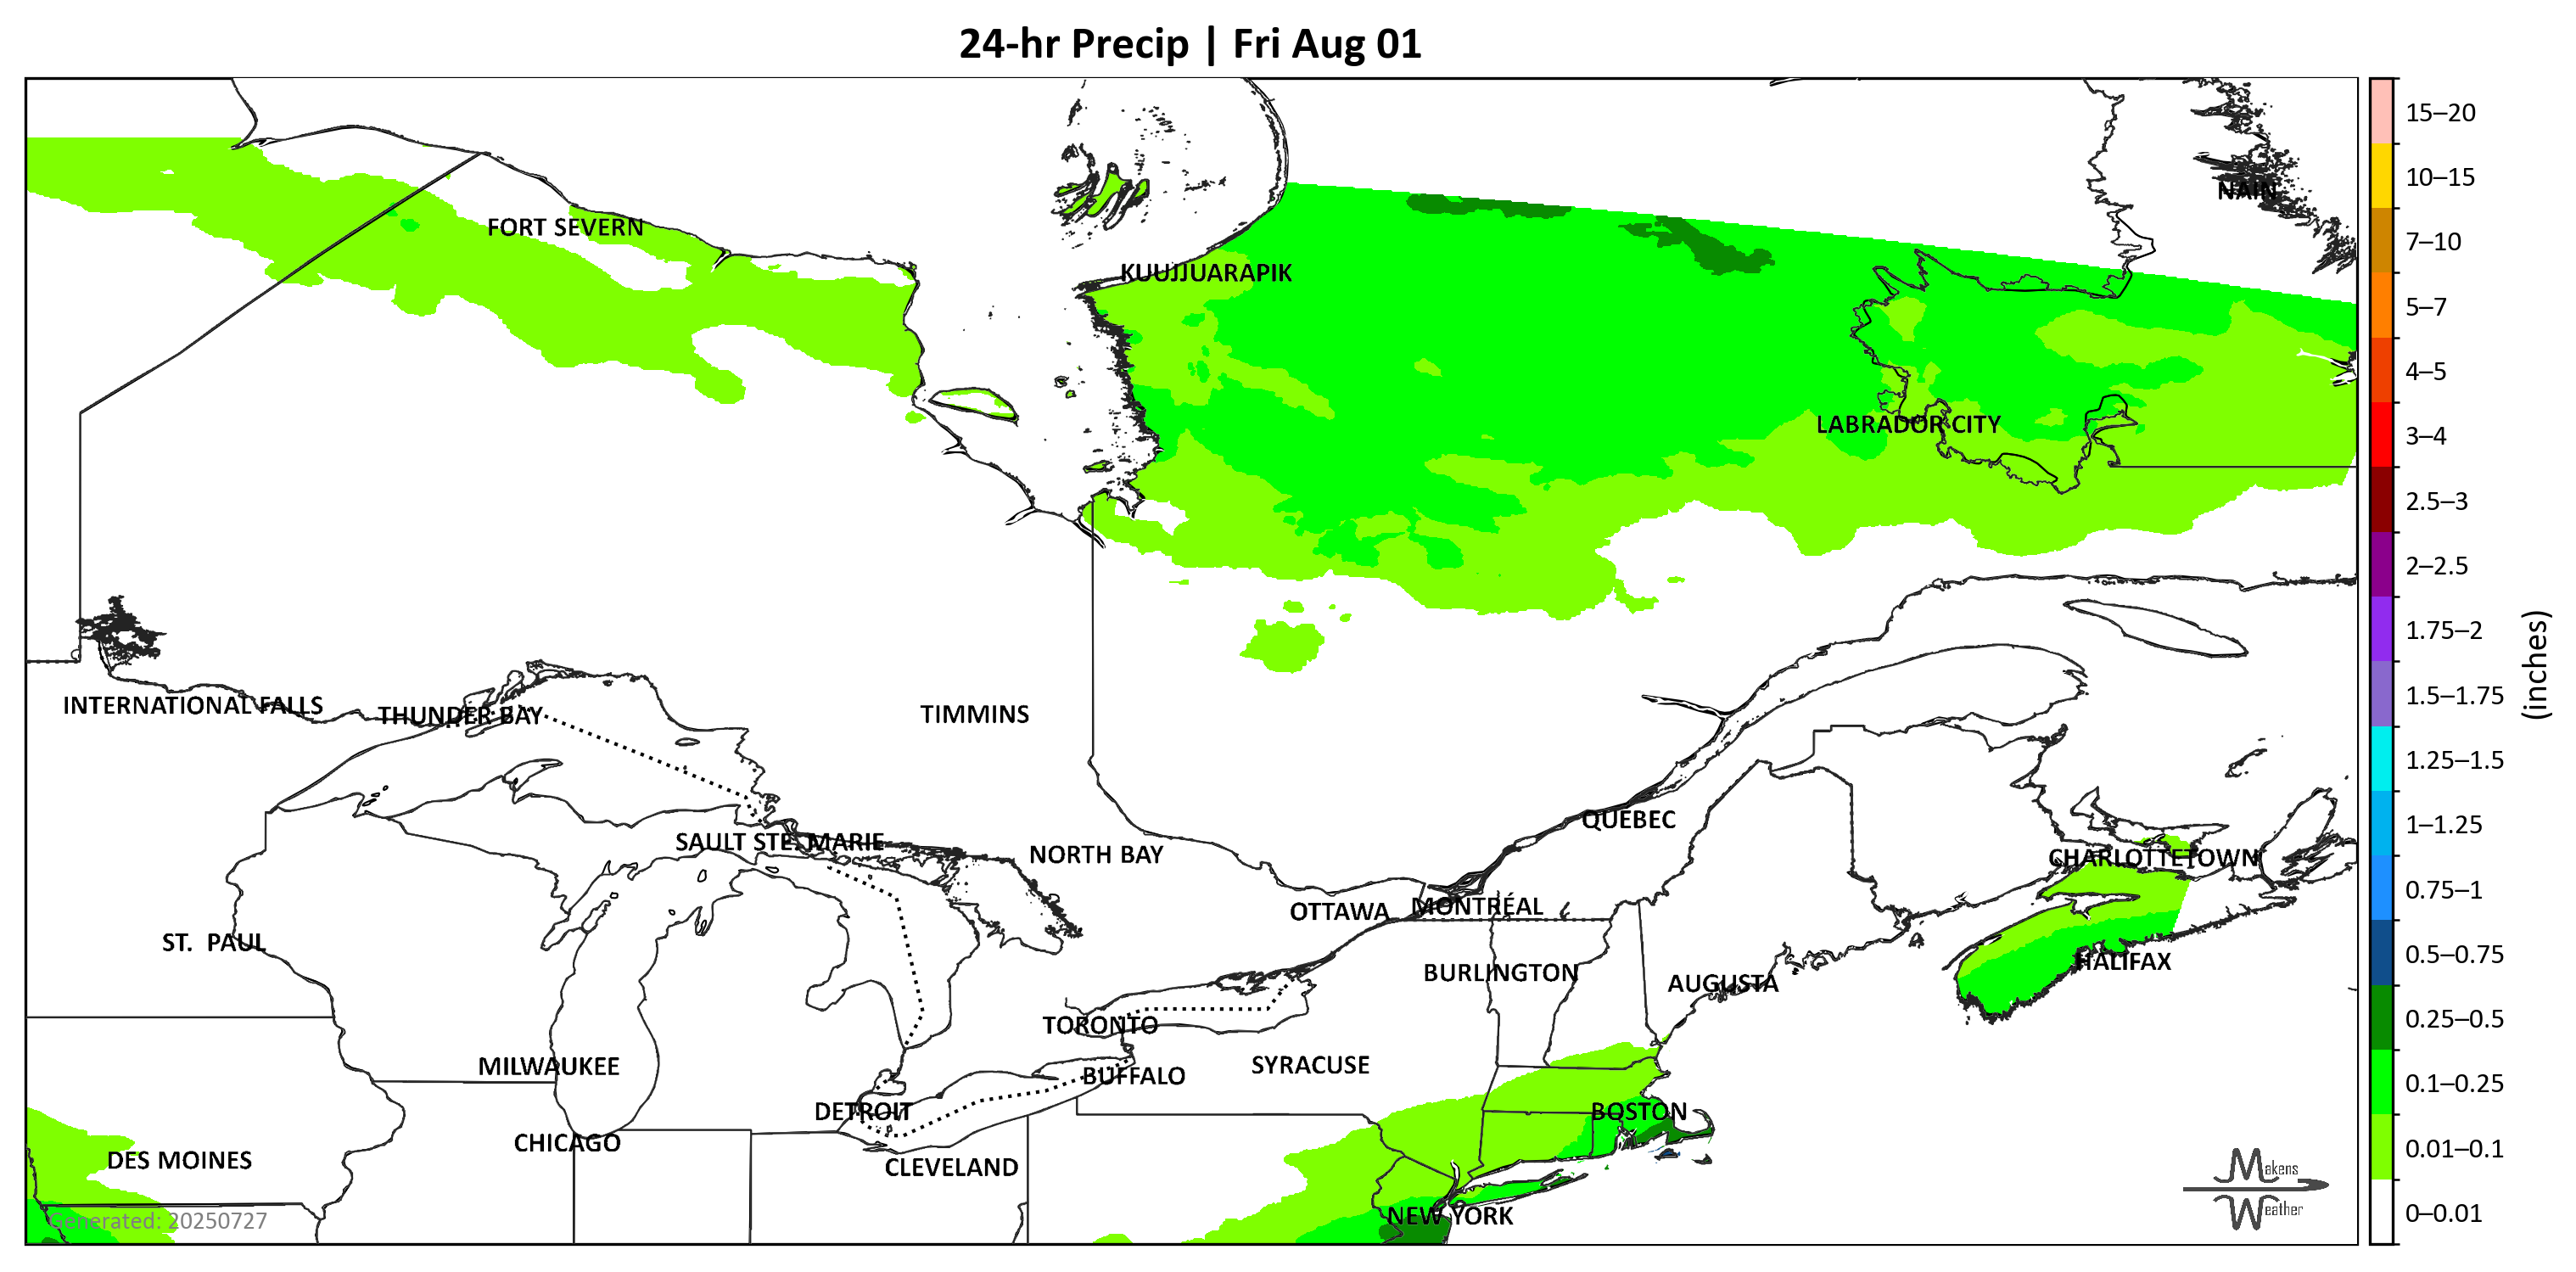 24-hr Precip | Fri Aug 01
15–20
10–15
NAIN
FORT SEVERN
7–10
KUUJJUARAPIK
5–7
4–5
LABRADOR CITY
3–4
2.5–3
2–2.5
1.75–2
(inches)
1.5–1.75
INTERNATIONAL FALLS
THUNDER BAY
TIMMINS
1.25–1.5
QUEBEC
1–1.25
SAULT STE. MARIE
NORTH BAY
CHARLOTTETOWN
0.75–1
OTTAWA
MONTRÉAL
ST. PAUL
HALIFAX
0.5–0.75
BURLINGTON
AUGUSTA
TORONTO
0.25–0.5
MILWAUKEE
SYRACUSE
BUFFALO
0.1–0.25
DETROIT
BOSTON
CHICAGO
0.01–0.1
DES MOINES
CLEVELAND
Makens
Weather
NEW YORK
0–0.01
Generated: 20250727